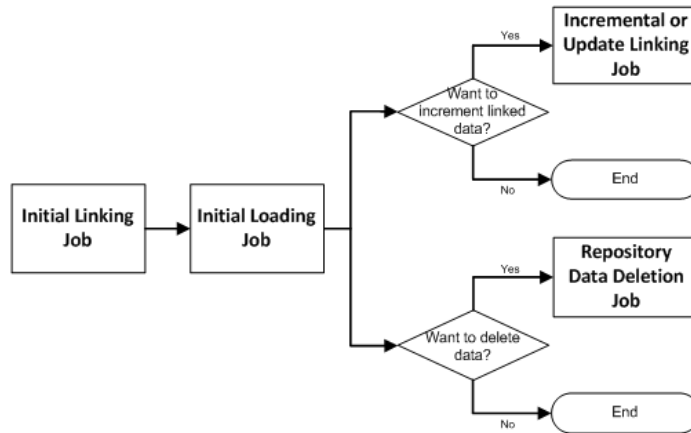 Initial Linking
Job
Initial Loading
Job
Want to
increment linked
data?
Yes
Incremental or
Update Linking
Job
No
End
Want to delete
data?
Yes
Repository
Data Deletion
Job
No
End